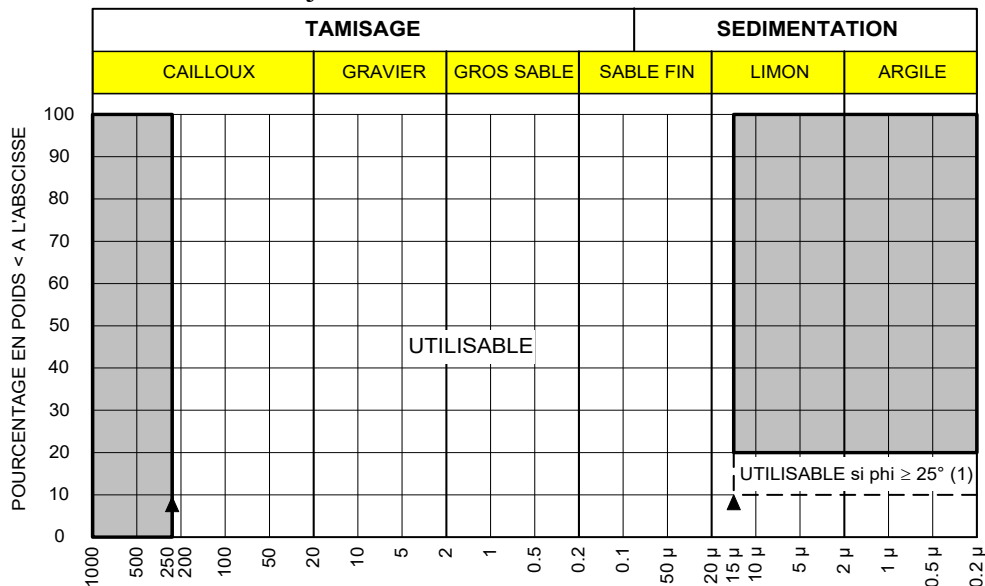 TAMISAGE SEDIMENTATION
CAILLOUX GRAVIER GROS SABLE SABLE FIN LIMON ARGILE
POURCENTAGE EN POIDS < A L'ABSCISSE
100
90
80
70
60
50
40
30
20
10
0
UTILISABLE
UTILISABLE si phi ≥ 25° (1)
1000 500 250 200 100 50 20 10 5 2 1 0.5 0.2 0.1 50 µ 20 µ 15 µ 10 µ 5 µ 2 µ 1 µ 0.5 µ 0.2 µ